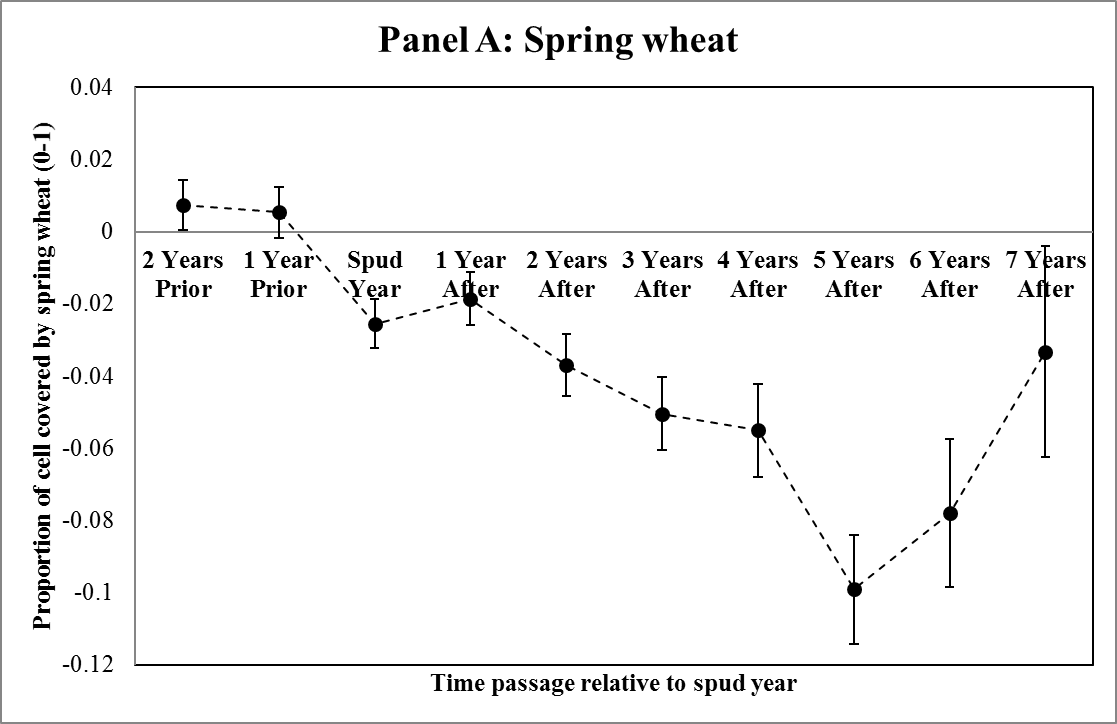 Panel A: Spring wheat
Proportion of cell covered by spring wheat (0-1)
0.04
0.02
0
-0.02
-0.04
-0.06
-0.08
-0.1
-0.12
2 Years Prior
1 Year Prior
Spud Year
1 Year After
2 Years After
3 Years After
4 Years After
5 Years After
6 Years After
7 Years After
Time passage relative to spud year